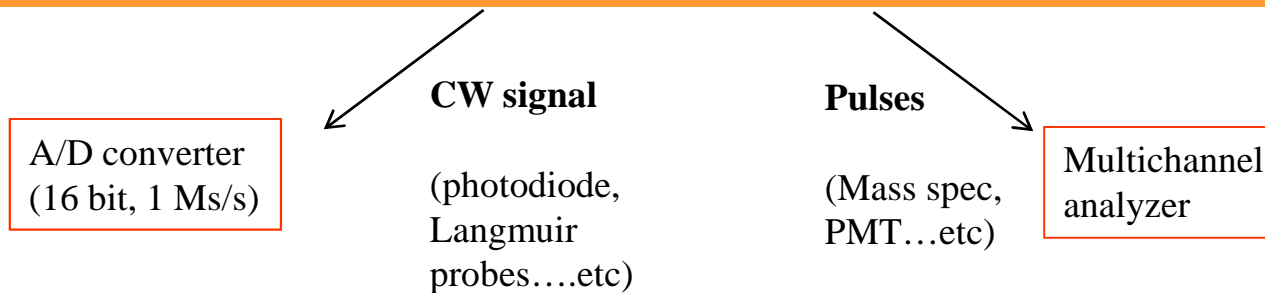 A/D converter
(16 bit, 1 Ms/s)
CW signal
(photodiode,
Langmuir
probes….etc)
Pulses
(Mass spec,
PMT…etc)
Multichannel
analyzer